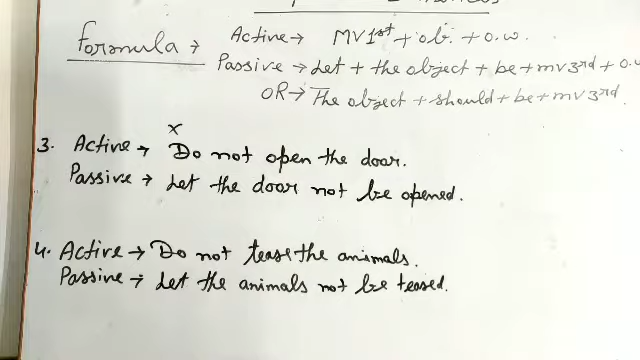 Formula → Active → MV1st + ob. + o.w.
Passive → Let + the object + be + mv3rd + o.w
OR → The object + should + be + mv3rd.
x
3. Active → Do not open the door.
Passive → Let the door not be opened.
4. Active → Do not tease the animals.
Passive → Let the animals not be teased.